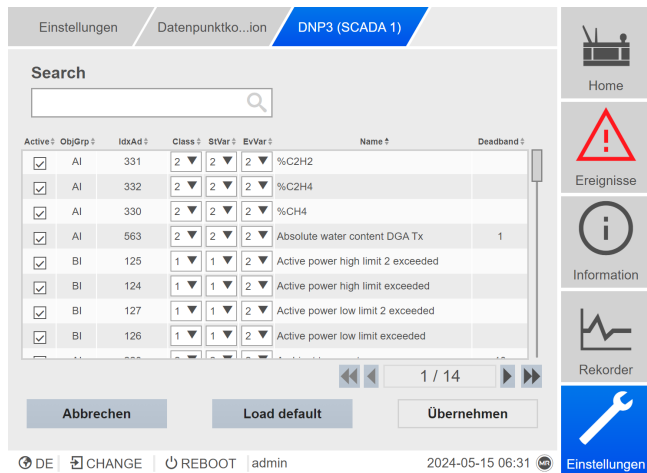 Einstellungen Datenpunktko...ion DNP3 (SCADA 1)
Home
Search
Active ObjGrp IdxAd Class StVar EvVar Name Deadband
AI 331 2 2 2 %C2H2
AI 332 2 2 2 %C2H4
Ereignisse
AI 330 2 2 2 %CH4
AI 563 2 2 2 Absolute water content DGA Tx 1
BI 125 1 1 2 Active power high limit 2 exceeded
Information
BI 124 1 1 2 Active power high limit exceeded
BI 127 1 1 2 Active power low limit 2 exceeded
BI 126 1 1 2 Active power low limit exceeded
Rekorder
1 / 14
Abbrechen Load default Übernehmen
DE CHANGE REBOOT admin 2024-05-15 06:31 MR
Einstellungen